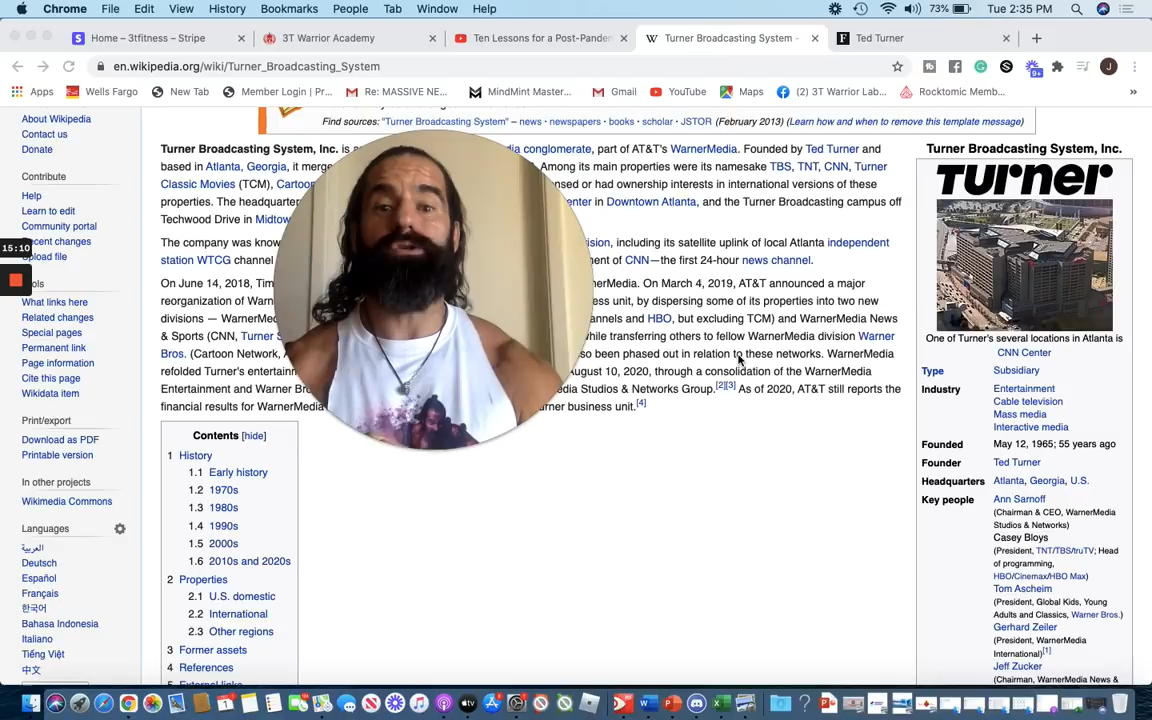 Chrome File Edit View History Bookmarks People Tab Window Help 73% Tue 2:35 PM
Home – 3tfitness – Stripe 3T Warrior Academy Ten Lessons for a Post-Pandem Turner Broadcasting System - Ted Turner
en.wikipedia.org/wiki/Turner_Broadcasting_System
Apps Wells Fargo New Tab Member Login | Pr... Re: MASSIVE NE... MindMint Master... Gmail YouTube Maps (2) 3T Warrior Lab... Rocktomic Memb... »
9+
J
About Wikipedia
Contact us
Donate
Contribute
Help
Learn to edit
Community portal
ecent changes
pload file
15:10
ols
What links here
Related changes
Special pages
Permanent link
Page information
Cite this page
Wikidata item
Print/export
Download as PDF
Printable version
In other projects
Wikimedia Commons
Languages
العربية
Deutsch
Español
Français
한국어
Bahasa Indonesia
Italiano
Tiếng Việt
中文
Find sources: "Turner Broadcasting System" – news · newspapers · books · scholar · JSTOR (February 2013) (Learn how and when to remove this template message)
Turner Broadcasting System, Inc. is a dia conglomerate, part of AT&T's WarnerMedia. Founded by Ted Turner and
based in Atlanta, Georgia, it merge . Among its main properties were its namesake TBS, TNT, CNN, Turner
Classic Movies (TCM), Cartoo nsed or had ownership interests in international versions of these
properties. The headquarte enter in Downtown Atlanta, and the Turner Broadcasting campus off
Techwood Drive in Midtow
The company was know ision, including its satellite uplink of local Atlanta independent
station WTCG channel ent of CNN—the first 24-hour news channel.
On June 14, 2018, Tim nerMedia. On March 4, 2019, AT&T announced a major
reorganization of Warn ess unit, by dispersing some of its properties into two new
divisions — WarnerM annels and HBO, but excluding TCM) and WarnerMedia News
& Sports (CNN, Turner S while transferring others to fellow WarnerMedia division Warner
Bros. (Cartoon Network, A so been phased out in relation to these networks. WarnerMedia
refolded Turner's entertain ugust 10, 2020, through a consolidation of the WarnerMedia
Entertainment and Warner Bro edia Studios & Networks Group.[2][3] As of 2020, AT&T still reports the
financial results for WarnerMedia rner business unit.[4]
Contents [hide]
1 History
1.1 Early history
1.2 1970s
1.3 1980s
1.4 1990s
1.5 2000s
1.6 2010s and 2020s
2 Properties
2.1 U.S. domestic
2.2 International
2.3 Other regions
3 Former assets
4 References
5 External links
Turner Broadcasting System, Inc.
Turner
One of Turner's several locations in Atlanta is
CNN Center
Type Subsidiary
Industry Entertainment
Cable television
Mass media
Interactive media
Founded May 12, 1965; 55 years ago
Founder Ted Turner
Headquarters Atlanta, Georgia, U.S.
Key people Ann Sarnoff
(Chairman & CEO, WarnerMedia
Studios & Networks)
Casey Bloys
(President, TNT/TBS/truTV; Head
of programming,
HBO/Cinemax/HBO Max)
Tom Ascheim
(President, Global Kids, Young
Adults and Classics, Warner Bros.)
Gerhard Zeiler
(President, WarnerMedia
International)[1]
Jeff Zucker
(Chairman, WarnerMedia News &